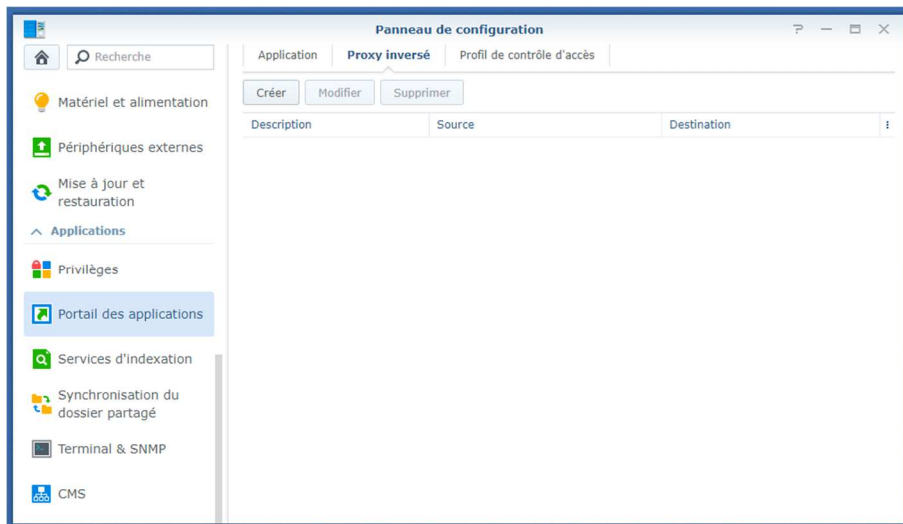 Panneau de configuration
Recherche
Application Proxy inversé Profil de contrôle d'accès
Créer Modifier Supprimer
Description Source Destination
Matériel et alimentation
Périphériques externes
Mise à jour et
restauration
Applications
Privilèges
Portail des applications
Services d'indexation
Synchronisation du
dossier partagé
Terminal & SNMP
CMS